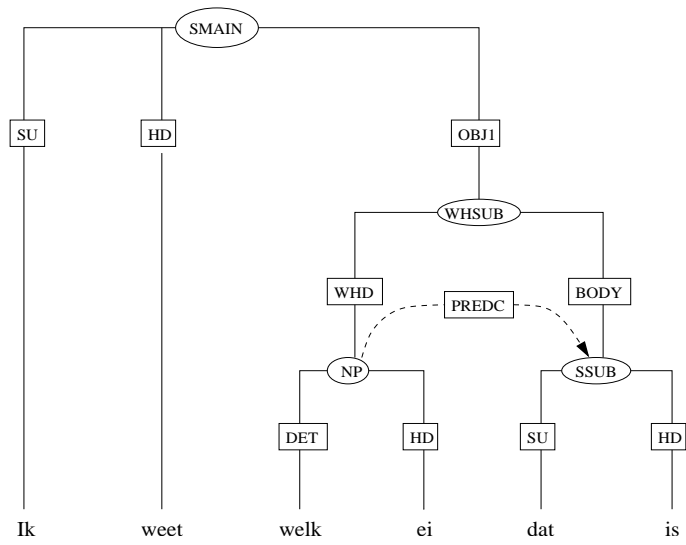 SMAIN
SU HD OBJ1
WHSUB
WHD PREDC BODY
NP SSUB
DET HD SU HD
Ik weet welk ei dat is